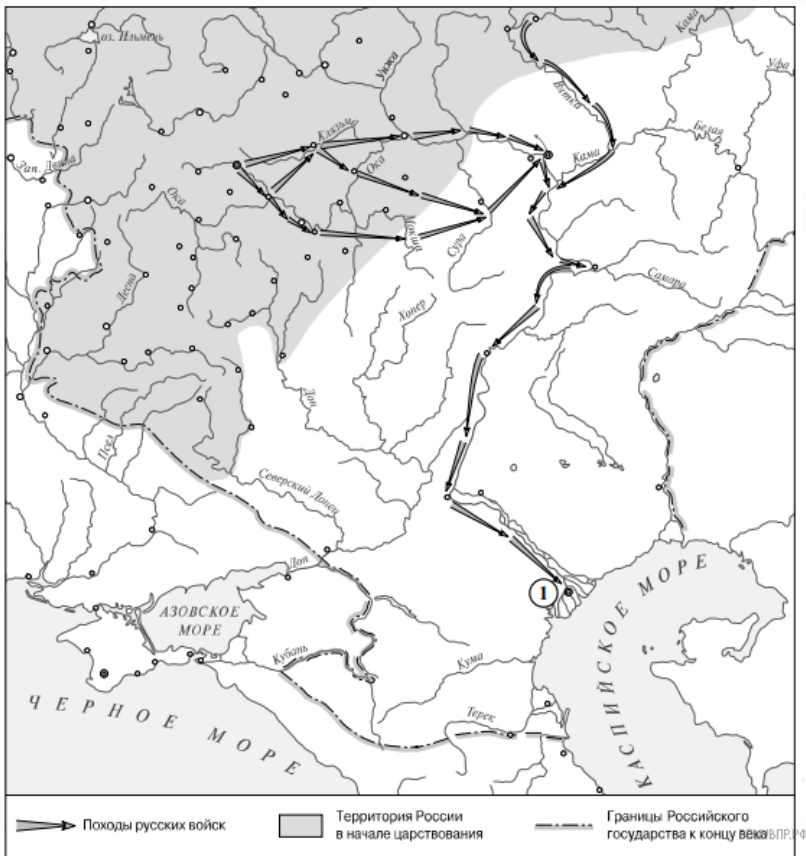 оз. Ильмень
Кама
Унжа
Уфа
Вятка
Клязьма
Белая
Зап. Двина
Ока
Кама
Ока
Мокша
Сура
Десна
Самара
Хопер
Дон
Псел
Северский Донец
Дон
1
АЗОВСКОЕ
МОРЕ
КАСПИЙСКОЕ МОРЕ
Кубань
Кума
ЧЕРНОЕ МОРЕ
Терек
Походы русских войск
Территория России
в начале царствования
Границы Российского
государства к концу века